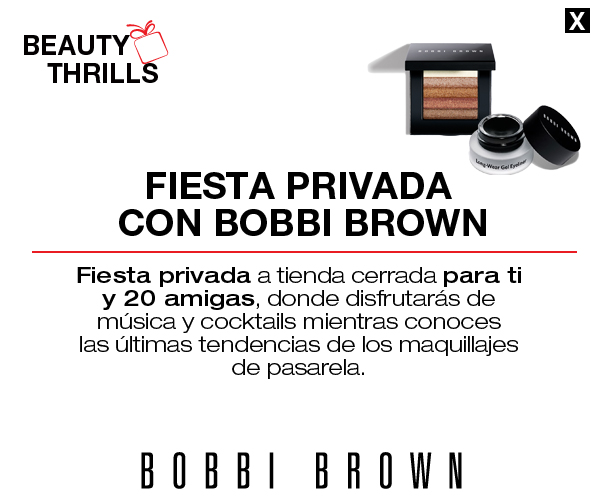 X
BEAUTY
THRILLS
BOBBI BROWN
BOBBI BROWN
Long-Wear Gel Eyeliner
FIESTA PRIVADA
CON BOBBI BROWN
Fiesta privada a tienda cerrada para ti
y 20 amigas, donde disfrutarás de
música y cocktails mientras conoces
las últimas tendencias de los maquillajes
de pasarela.
BOBBI BROWN